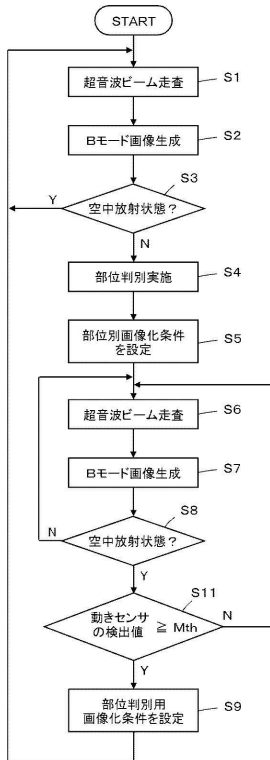 START
超音波ビーム走査
S1
Bモード画像生成
S2
S3
空中放射状態？
Y
N
部位判別実施
S4
部位別画像化条件
を設定
S5
超音波ビーム走査
S6
Bモード画像生成
S7
S8
空中放射状態？
N
Y
S11
動きセンサ
の検出値 ≧ Mth
N
Y
部位判別用
画像化条件を設定
S9